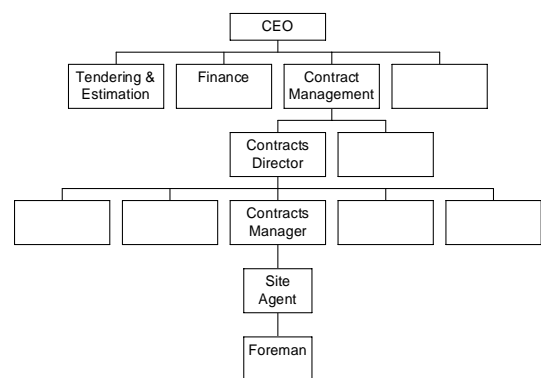 CEO
Tendering &
Estimation
Finance
Contract
Management
Contracts
Director
Contracts
Manager
Site
Agent
Foreman